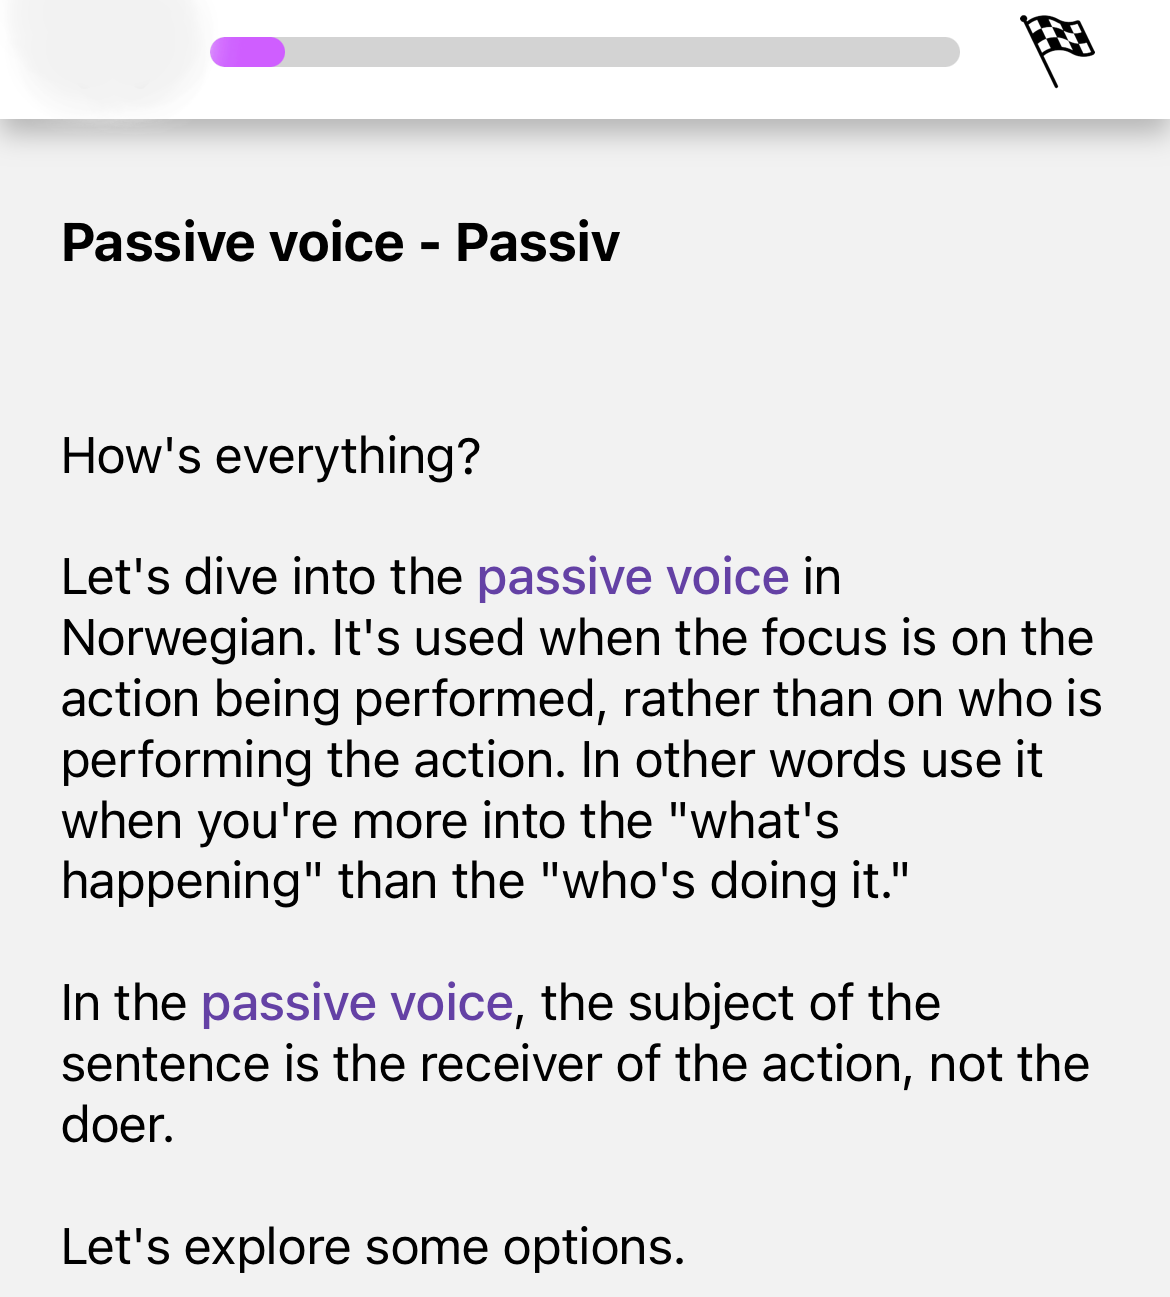 Passive voice - Passiv
How's everything?
Let's dive into the passive voice in
Norwegian. It's used when the focus is on the
action being performed, rather than on who is
performing the action. In other words use it
when you're more into the "what's
happening" than the "who's doing it."
In the passive voice, the subject of the
sentence is the receiver of the action, not the
doer.
Let's explore some options.